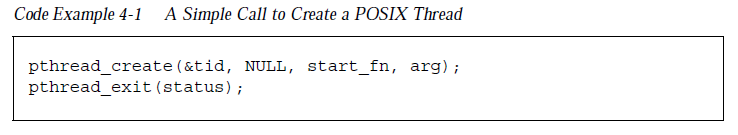 Code Example 4-1 A Simple Call to Create a POSIX Thread
pthread_create(&tid, NULL, start_fn, arg);
pthread_exit(status);